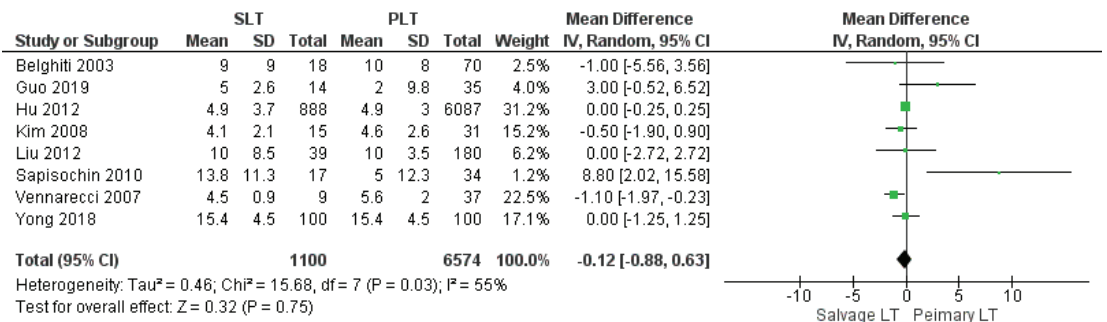 SLT PLT Mean Difference Mean Difference
Study or Subgroup Mean SD Total Mean SD Total Weight IV, Random, 95% CI IV, Random, 95% CI
Belghiti 2003 9 9 18 10 8 70 2.5% -1.00 [-5.56, 3.56]
Guo 2019 5 2.6 14 2 9.8 35 4.0% 3.00 [-0.52, 6.52]
Hu 2012 4.9 3.7 888 4.9 3 6087 31.2% 0.00 [-0.25, 0.25]
Kim 2008 4.1 2.1 15 4.6 2.6 31 15.2% -0.50 [-1.90, 0.90]
Liu 2012 10 8.5 39 10 3.5 180 6.2% 0.00 [-2.72, 2.72]
Sapisochin 2010 13.8 11.3 17 5 12.3 34 1.2% 8.80 [2.02, 15.58]
Vennarecci 2007 4.5 0.9 9 5.6 2 37 22.5% -1.10 [-1.97, -0.23]
Yong 2018 15.4 4.5 100 15.4 4.5 100 17.1% 0.00 [-1.25, 1.25]
Total (95% CI) 1100 6574 100.0% -0.12 [-0.88, 0.63]
Heterogeneity: Tau² = 0.46; Chi² = 15.68, df = 7 (P = 0.03); I² = 55%
Test for overall effect: Z = 0.32 (P = 0.75)
-10 -5 0 5 10
Salvage LT Peimary LT